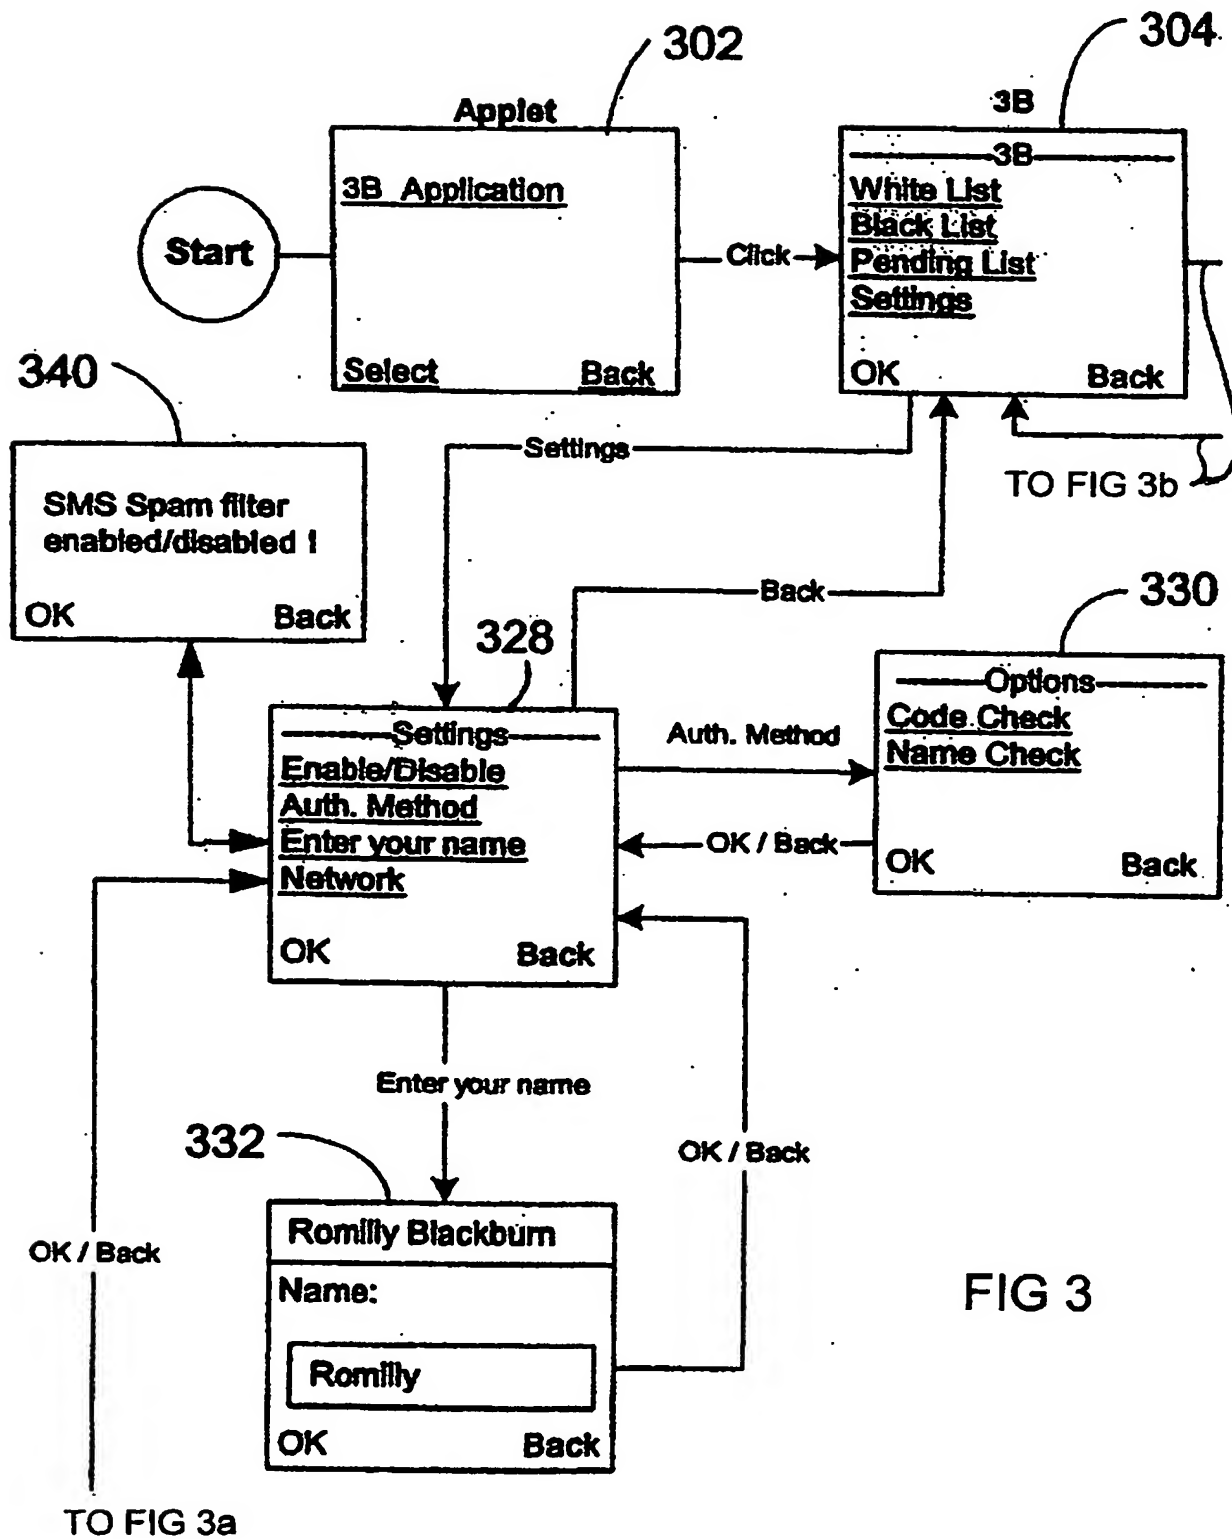 302
304
Applet
3B
3B Application
Start
Select Back
Click
3B
White List
Black List
Pending List
Settings
OK Back
340
Settings
TO FIG 3b
SMS Spam filter
enabled/disabled !
OK Back
Back
330
328
Options
Code Check
Name Check
OK Back
Settings
Enable/Disable
Auth. Method
Enter your name
Network
OK Back
Auth. Method
OK / Back
Enter your name
332
OK / Back
Romilly Blackburn
Name:
Romilly
OK Back
OK / Back
FIG 3
TO FIG 3a